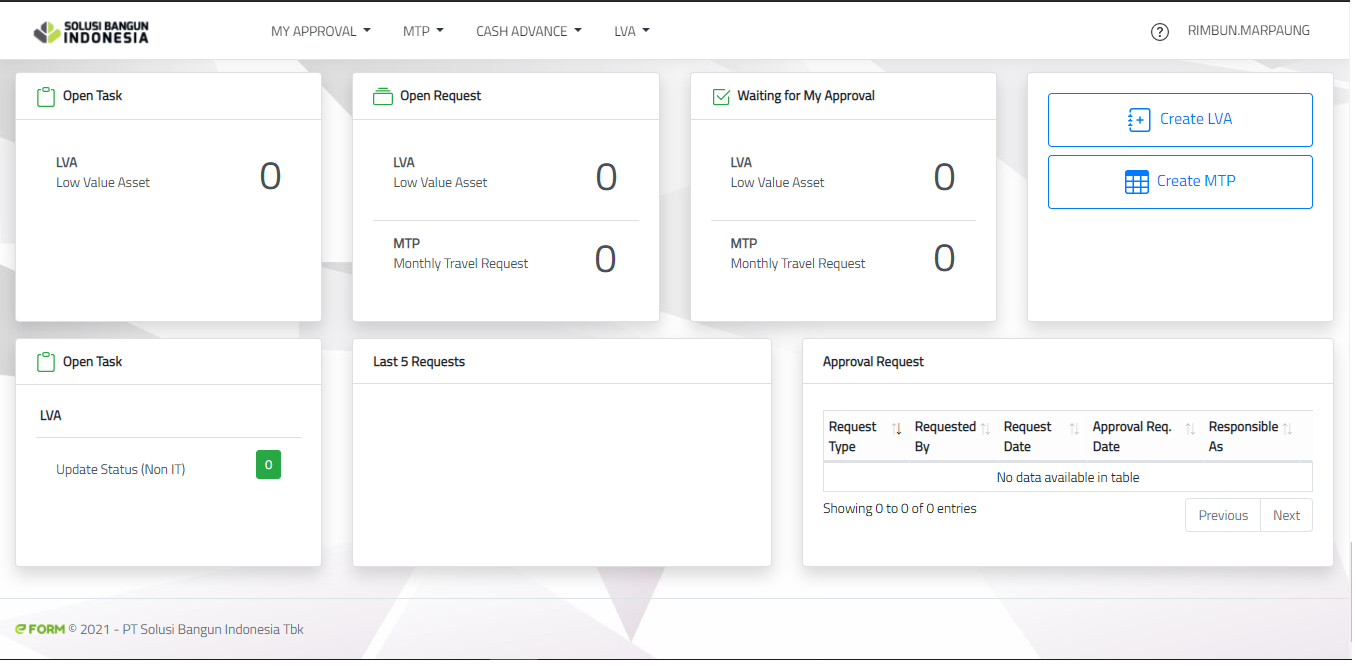 SOLUSI BANGUN
INDONESIA
MY APPROVAL
MTP
CASH ADVANCE
LVA
?
RIMBUN.MARPAUNG
Open Task
LVA
Low Value Asset
0
Open Request
LVA
Low Value Asset
0
MTP
Monthly Travel Request
0
Waiting for My Approval
LVA
Low Value Asset
0
MTP
Monthly Travel Request
0
Create LVA
Create MTP
Open Task
LVA
Update Status (Non IT)
0
Last 5 Requests
Approval Request
Request Type
Requested By
Request Date
Approval Req. Date
Responsible As
No data available in table
Showing 0 to 0 of 0 entries
Previous
Next
e FORM © 2021 - PT Solusi Bangun Indonesia Tbk